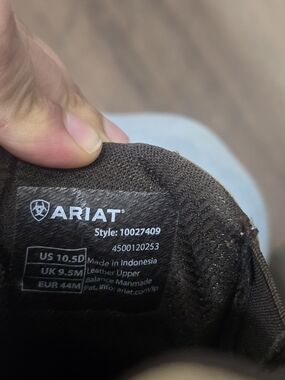 ARIAT
Style: 10027409
4500120253
US 10.5D Made in Indonesia
UK 9.5M Leather Upper
EUR 44M Balance Manmade
Pat. info: ariat.com/ip